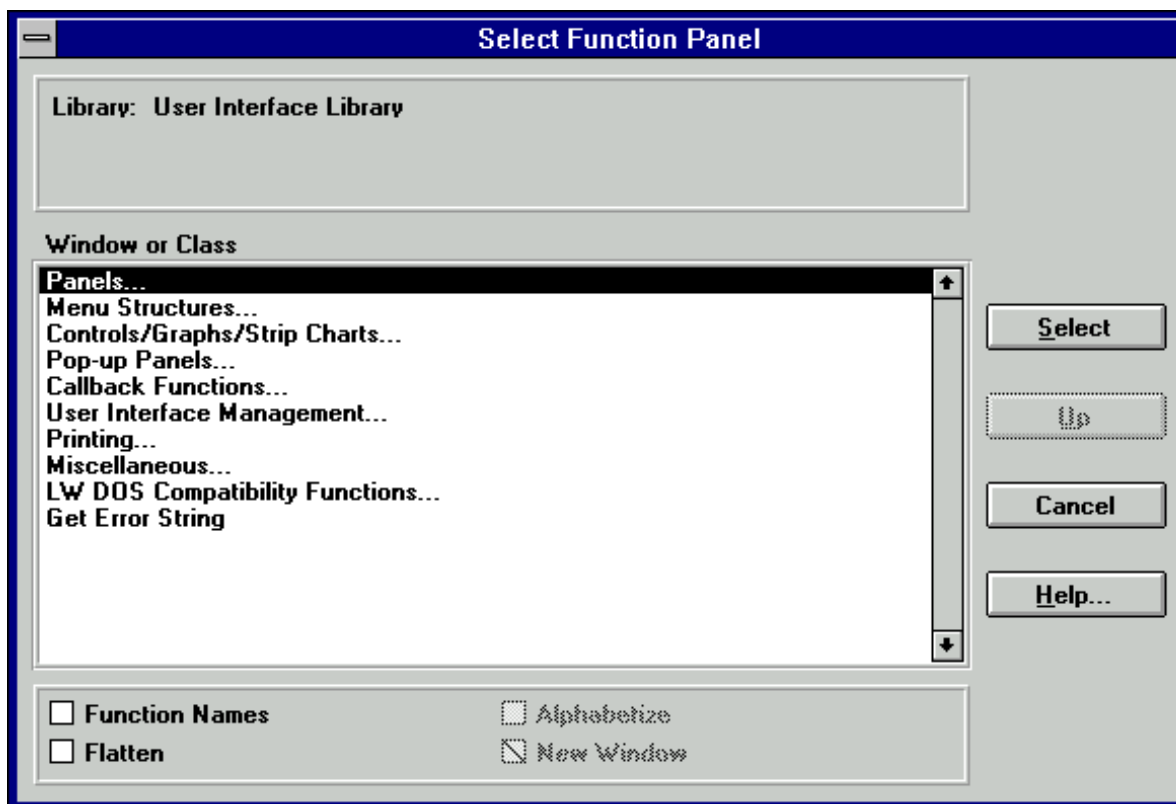 Select Function Panel
Library: User Interface Library
Window or Class
Panels...
Menu Structures...
Controls/Graphs/Strip Charts...
Pop-up Panels...
Callback Functions...
User Interface Management...
Printing...
Miscellaneous...
LW DOS Compatibility Functions...
Get Error String
Select
Up
Cancel
Help...
Function Names
Alphabetize
Flatten
New Window